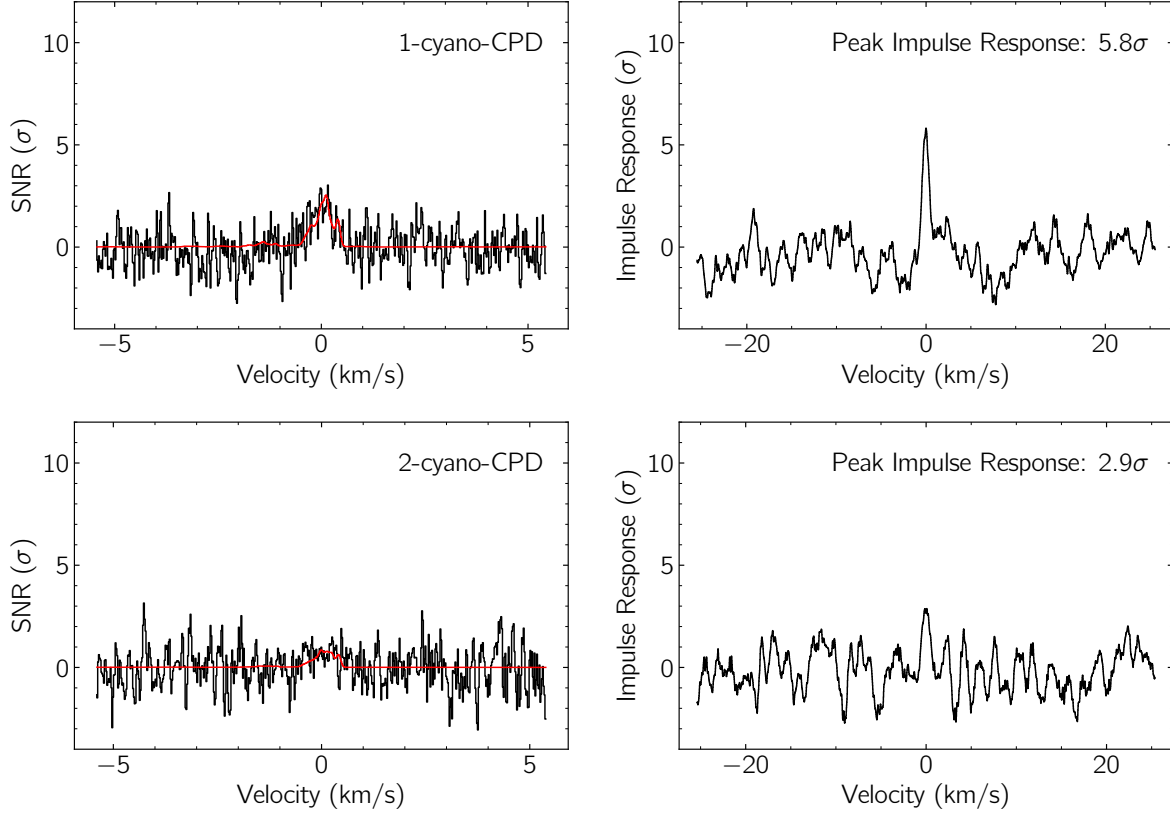 1-cyano-CPD
10
5
0
SNR (σ)
−5
0
5
Velocity (km/s)
Peak Impulse Response: 5.8σ
10
5
0
Impulse Response (σ)
−20
0
20
Velocity (km/s)
2-cyano-CPD
10
5
0
SNR (σ)
−5
0
5
Velocity (km/s)
Peak Impulse Response: 2.9σ
10
5
0
Impulse Response (σ)
−20
0
20
Velocity (km/s)